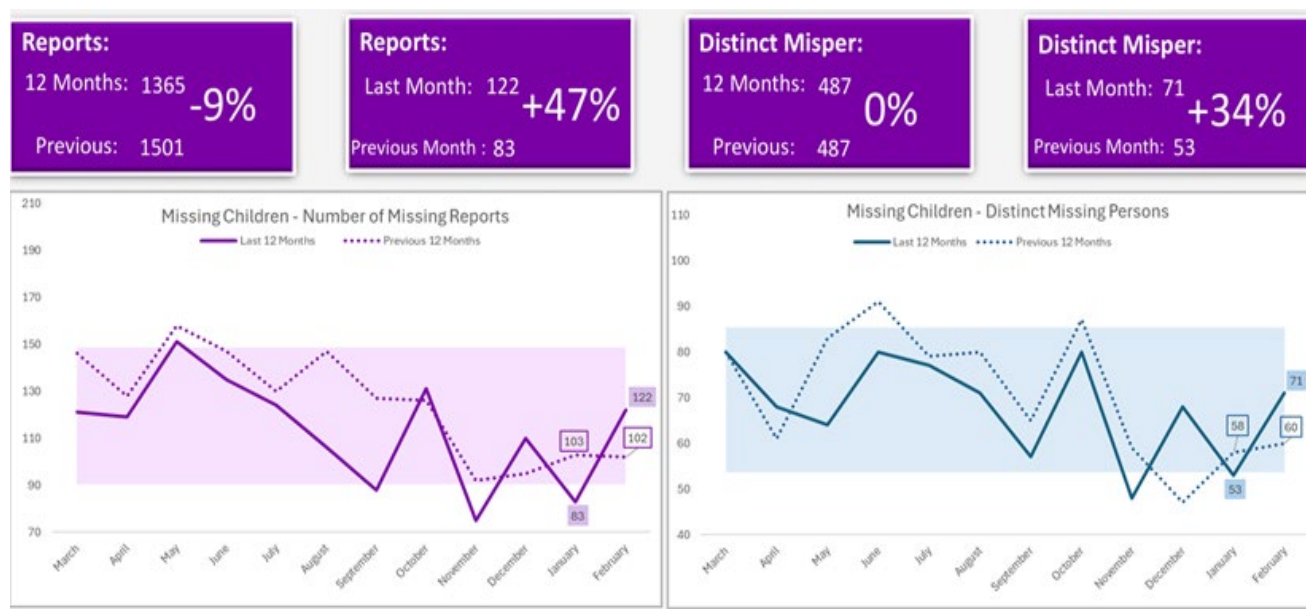 Reports:
12 Months: 1365
-9%
Previous: 1501
Reports:
Last Month: 122
+47%
Previous Month : 83
Distinct Misper:
12 Months: 487
0%
Previous: 487
Distinct Misper:
Last Month: 71
+34%
Previous Month: 53
Missing Children - Number of Missing Reports
Last 12 Months
Previous 12 Months
210
190
170
150
130
110
90
70
122
103
102
83
March
April
May
June
July
August
September
October
November
December
January
February
Missing Children - Distinct Missing Persons
Last 12 Months
Previous 12 Months
110
100
90
80
70
60
50
40
71
58
60
53
March
April
May
June
July
August
September
October
November
December
January
February